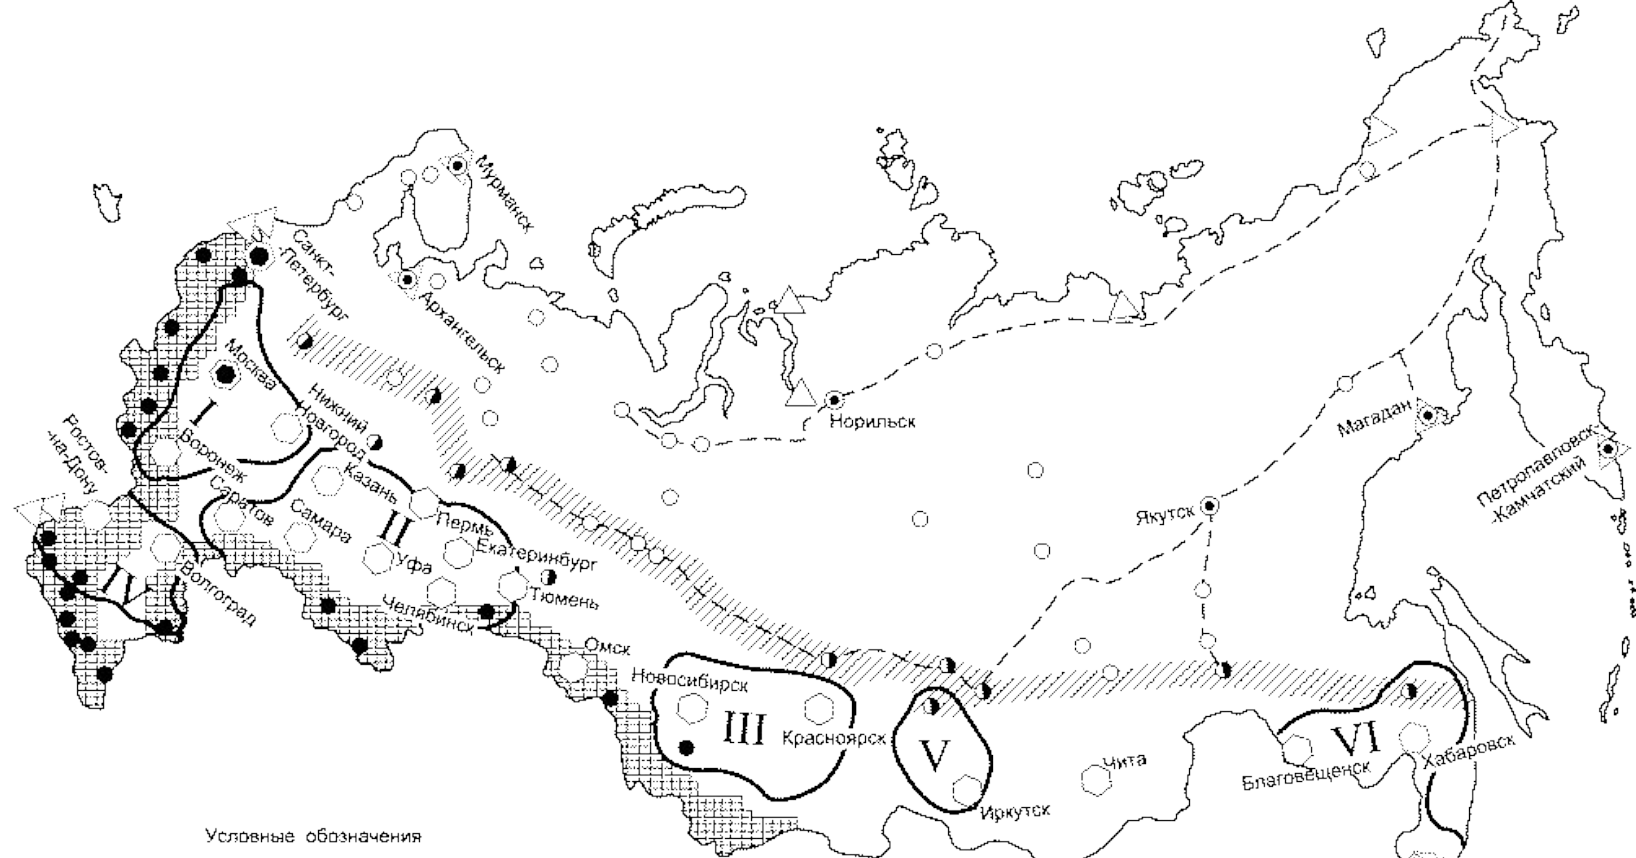 Мурманск
Санкт-
-Петербург
Архангельск
Москва
Нижний
Новгород
I
Воронеж
Ростов-
-на-Дону
Саратов
Казань
Самара
II
Пермь
Уфа
Екатеринбург
Челябинск
Тюмень
IV
Волгоград
Омск
Новосибирск
III
Красноярск
V
Иркутск
Чита
Норильск
Якутск
Магадан
Петропавловск-
-Камчатский
VI
Благовещенск
Хабаровск
Условные обозначения